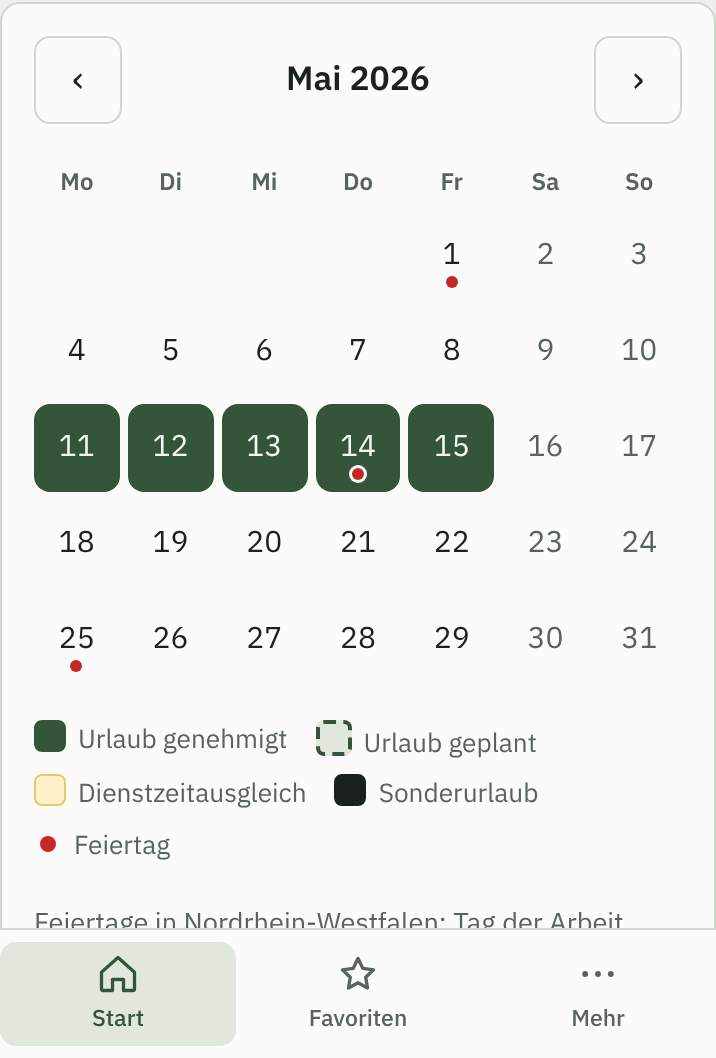 ‹ Mai 2026 ›
Mo Di Mi Do Fr Sa So
1 2 3
4 5 6 7 8 9 10
11 12 13 14 15 16 17
18 19 20 21 22 23 24
25 26 27 28 29 30 31
Urlaub genehmigt Urlaub geplant
Dienstzeitausgleich Sonderurlaub
Feiertag
Feiertage in Nordrhein-Westfalen: Tag der Arbeit
Start Favoriten Mehr